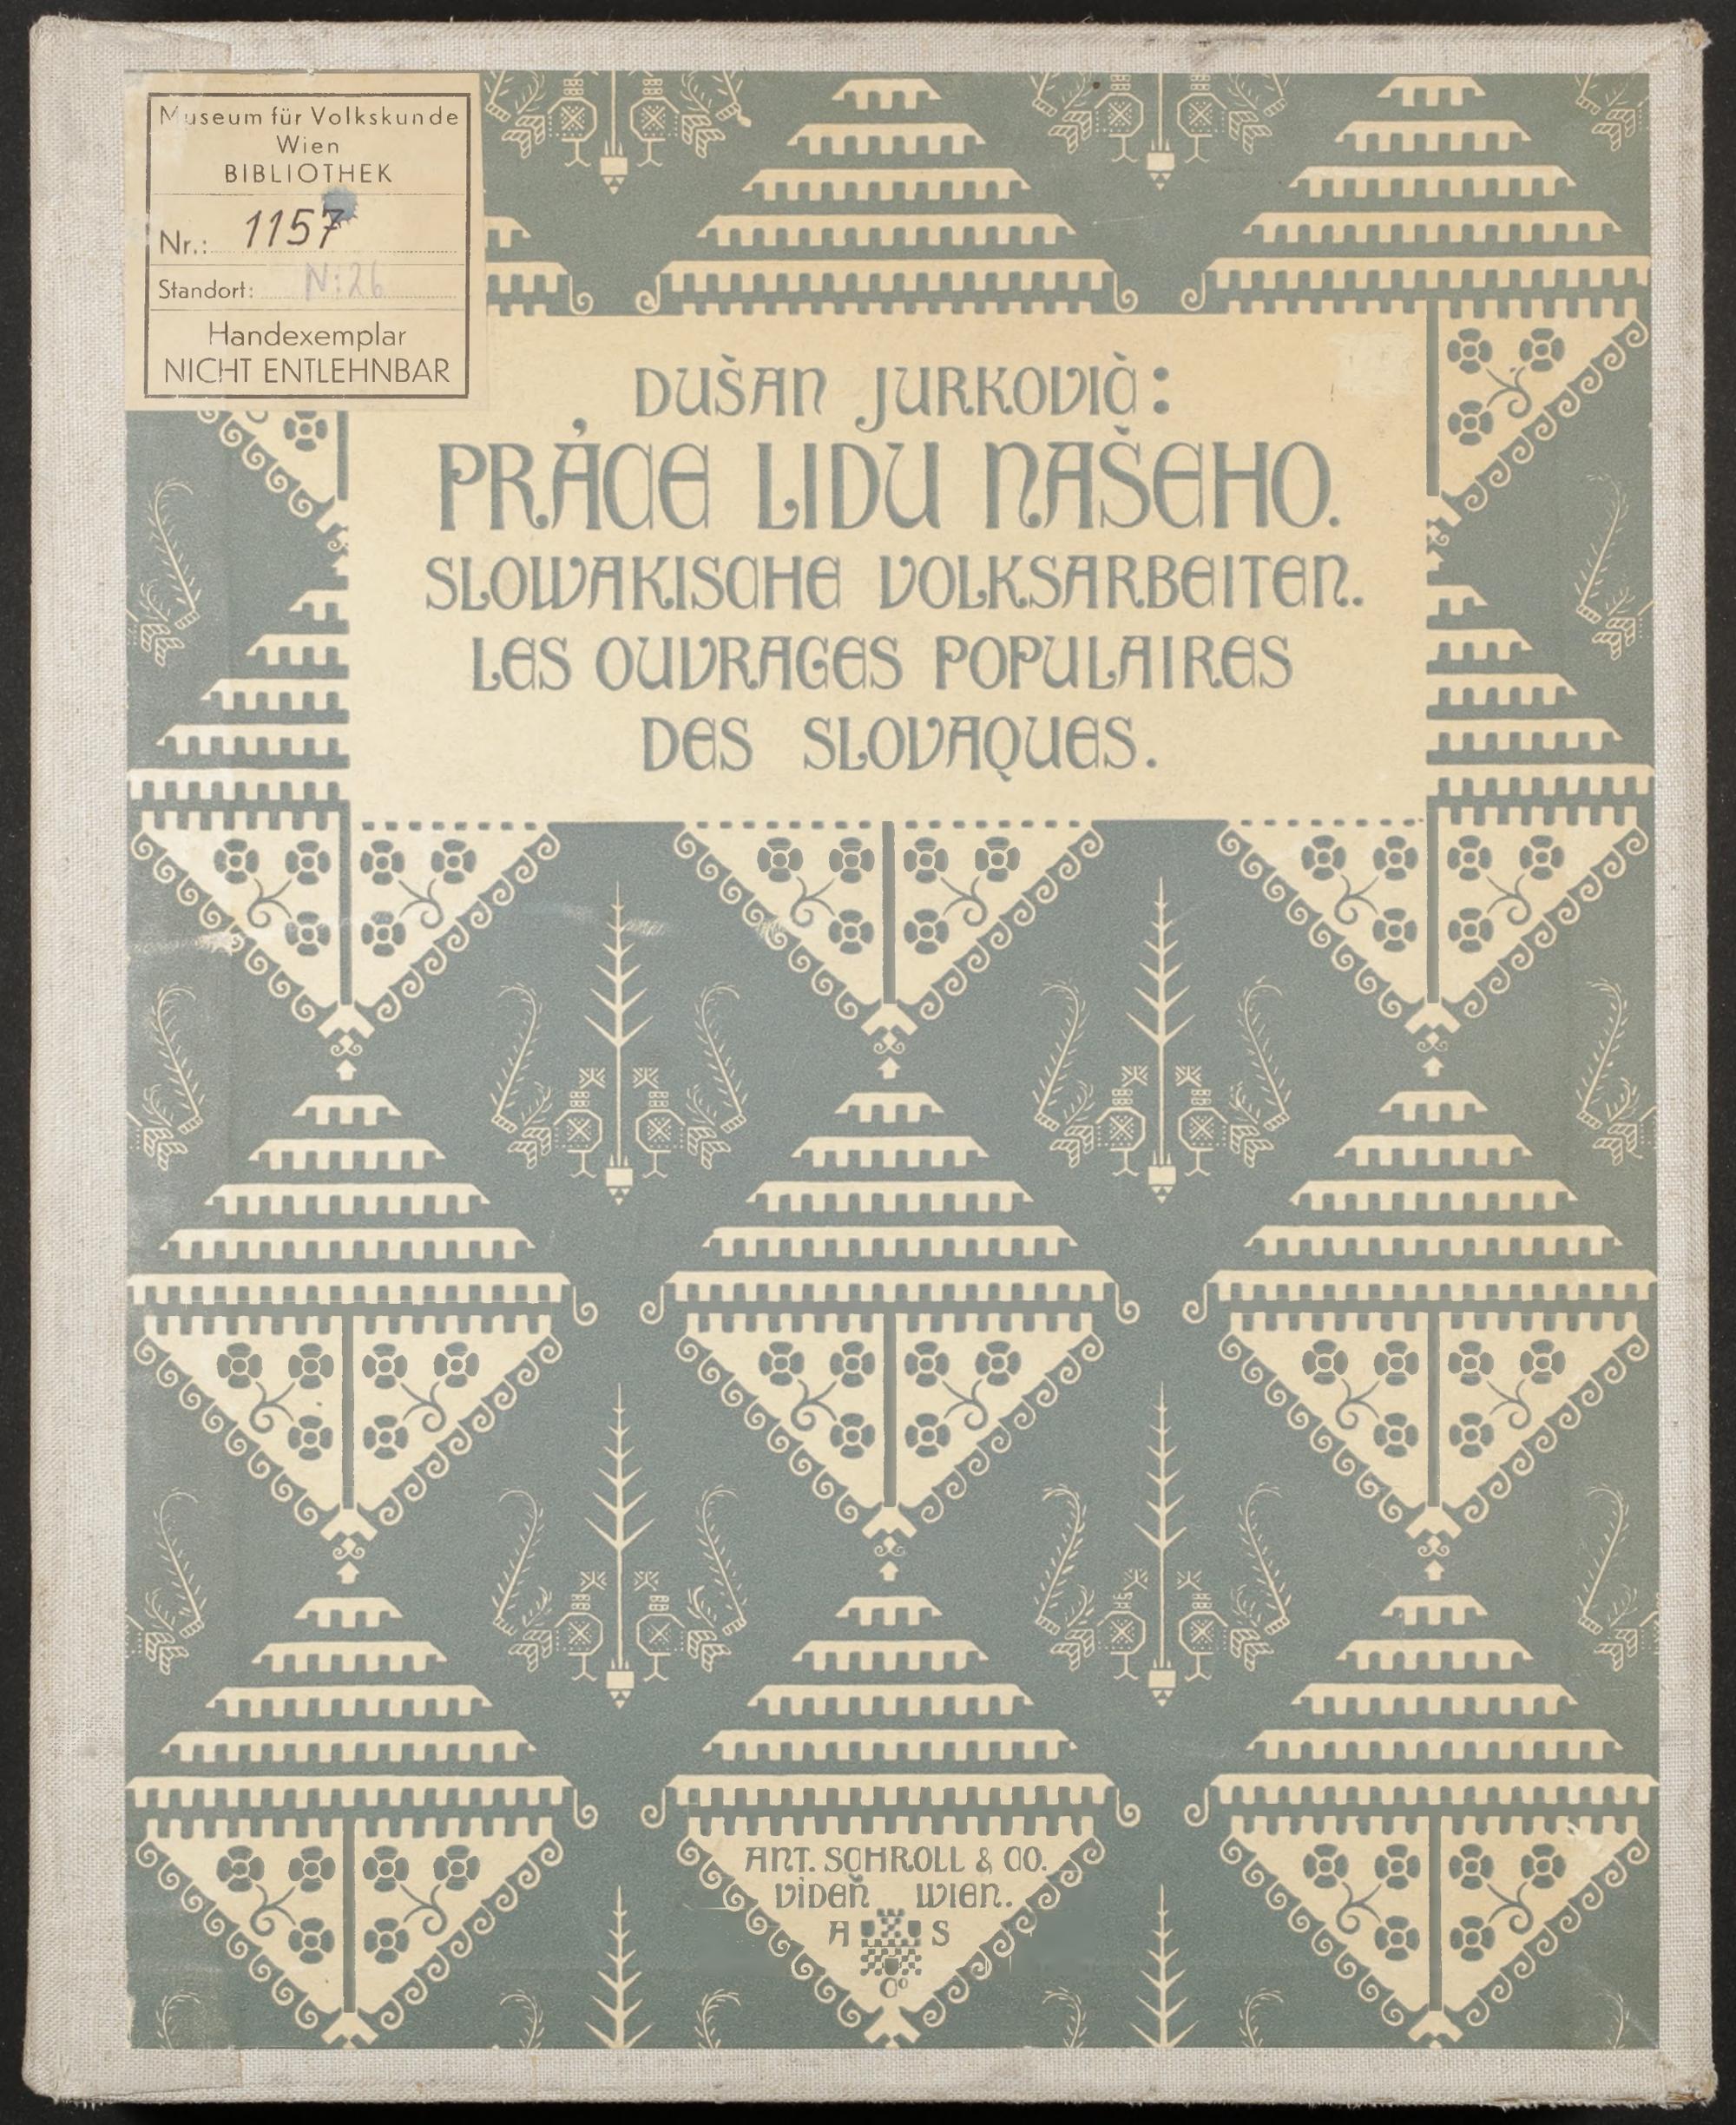 Museum für Volkskunde
Wien
BIBLIOTHEK
Nr.: 1157
Standort: N:26
Handexemplar
NICHT ENTLEHNBAR
DUŠAN JURKOVIČ:
PRÁCE LIDU NAŠEHO.
SLOWAKISCHE VOLKSARBEITEN.
LES OUVRAGES POPULAIRES
DES SLOVAQUES.
ANT. SCHROLL & CO.
VÍDEŇ WIEN.
A S
Co